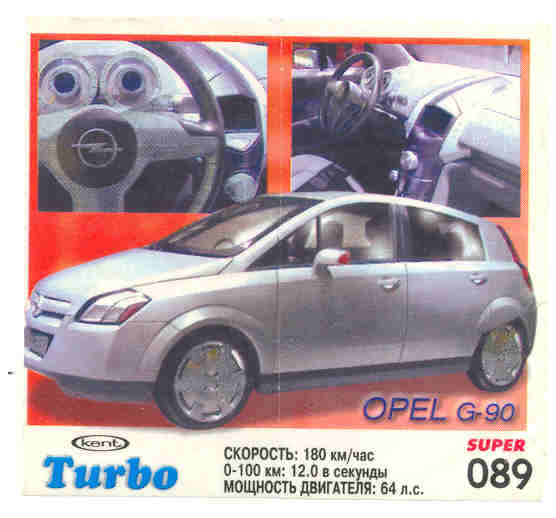 OPEL G-90
kent
Turbo
СКОРОСТЬ: 180 км/час
0-100 км: 12.0 в секунды
МОЩНОСТЬ ДВИГАТЕЛЯ: 64 л.с.
SUPER
089